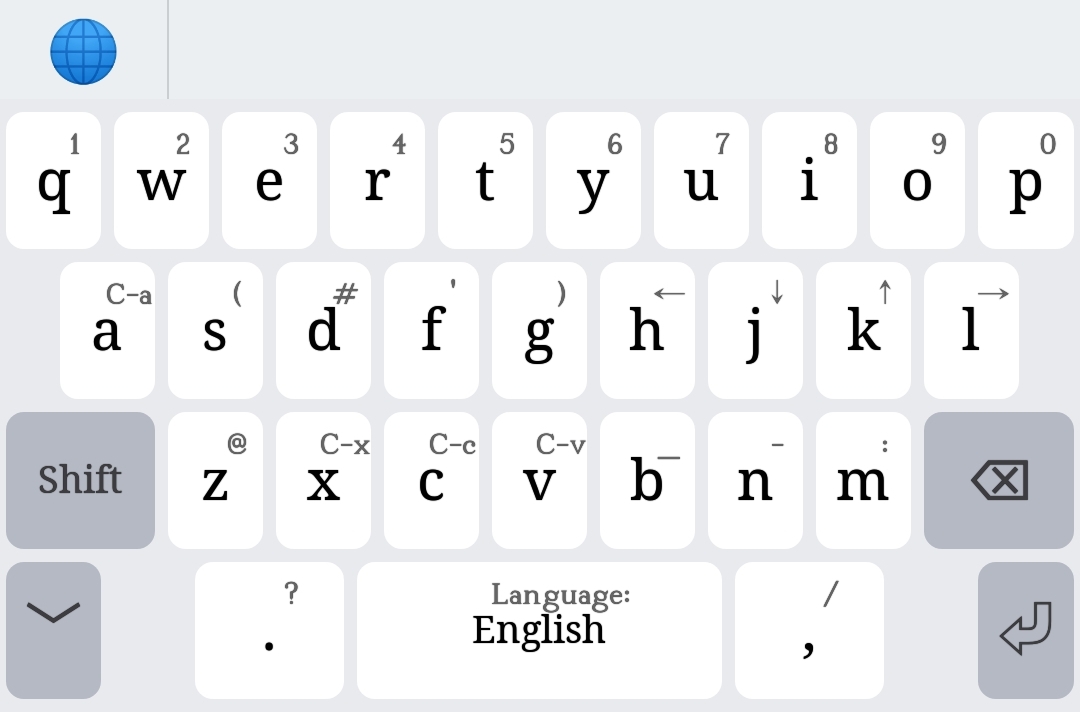 1 2 3 4 5 6 7 8 9 0
q w e r t y u i o p
C-a ( # ' ) ← ↓ ↑ →
a s d f g h j k l
@ C-x C-c C-v _ - :
Shift z x c v b n m
? Language: /
. English ,